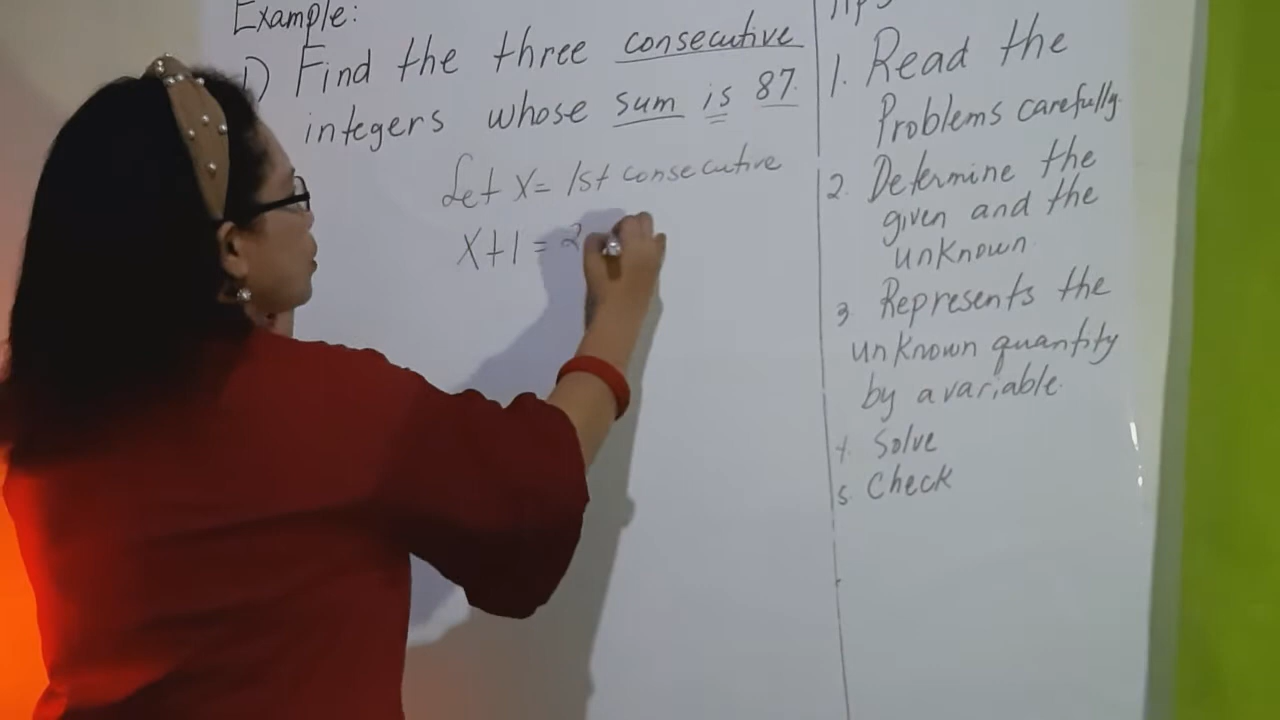 Example:
1) Find the three consecutive
integers whose sum is 87.
Let x = 1st consecutive
x+1 = 2
1. Read the
Problems carefully.
2. Determine the
given and the
unknown.
3. Represents the
unknown quantity
by a variable.
4. Solve
5. Check